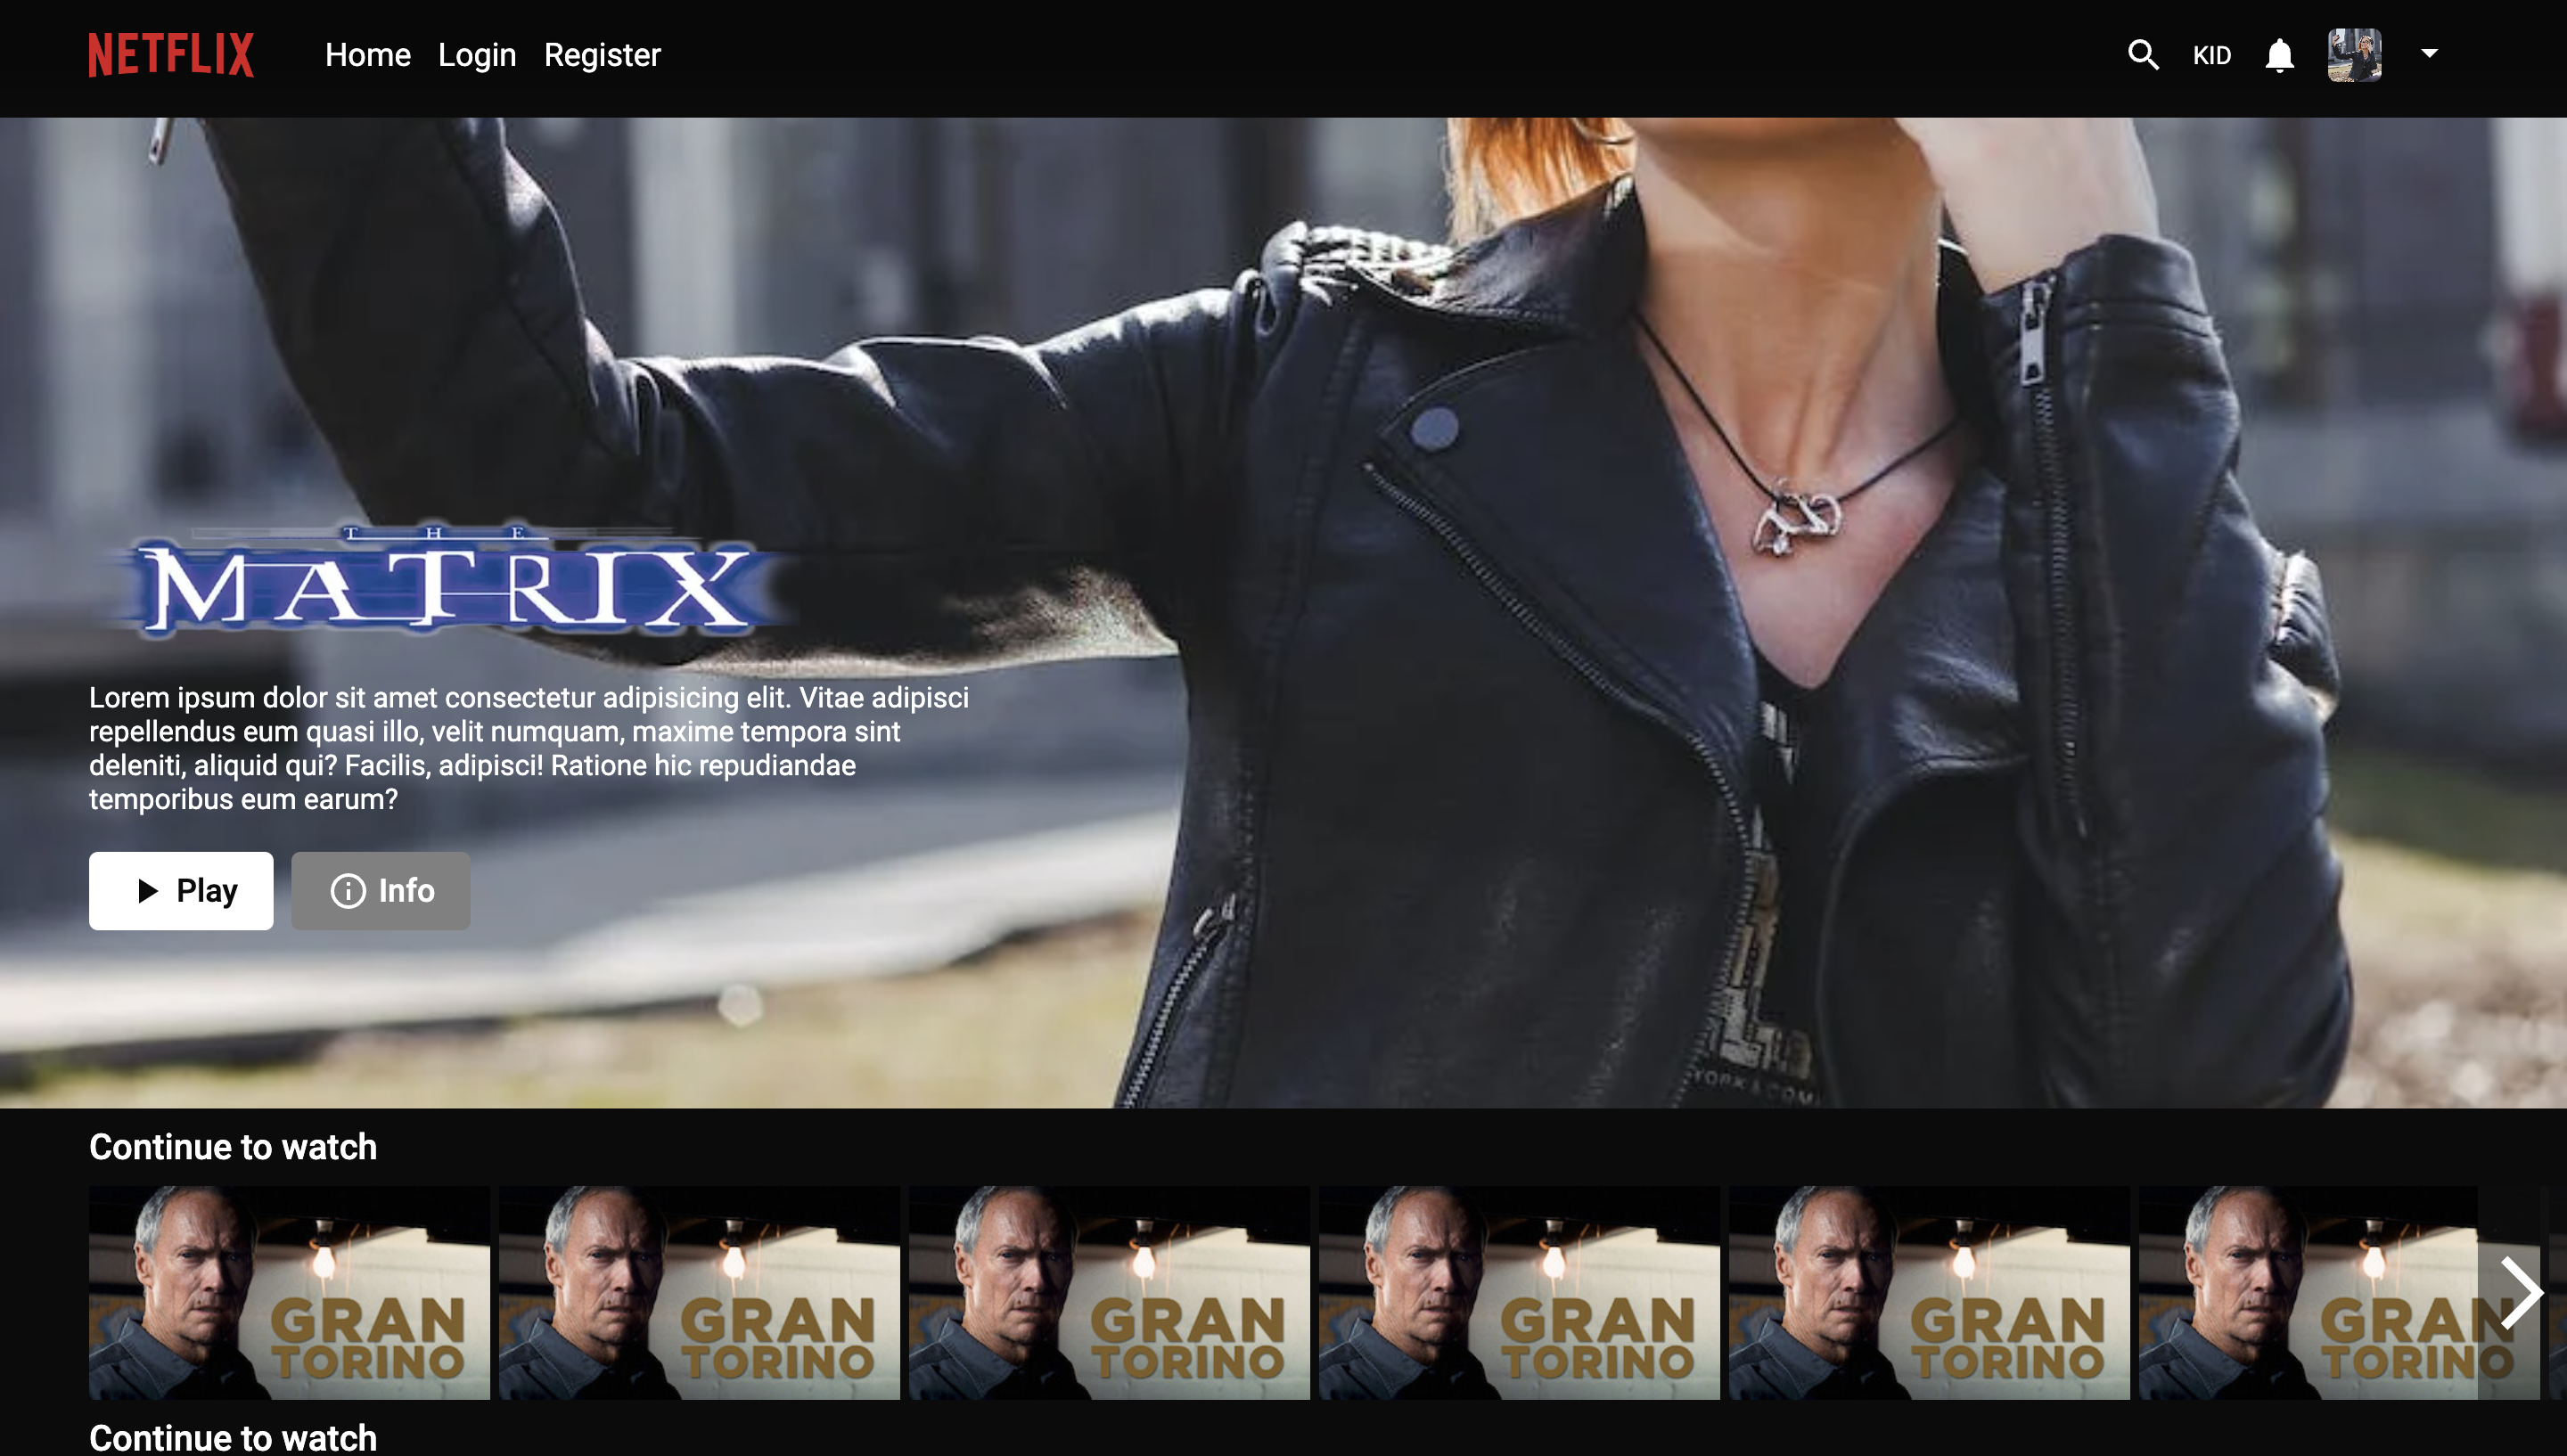 NETFLIX
Home Login Register
KID
THE
MATRIX
Lorem ipsum dolor sit amet consectetur adipisicing elit. Vitae adipisci
repellendus eum quasi illo, velit numquam, maxime tempora sint
deleniti, aliquid qui? Facilis, adipisci! Ratione hic repudiandae
temporibus eum earum?
Play
Info
YORK & COM
Continue to watch
GRAN
TORINO
GRAN
TORINO
GRAN
TORINO
GRAN
TORINO
GRAN
TORINO
GRAN
TORINO
Continue to watch